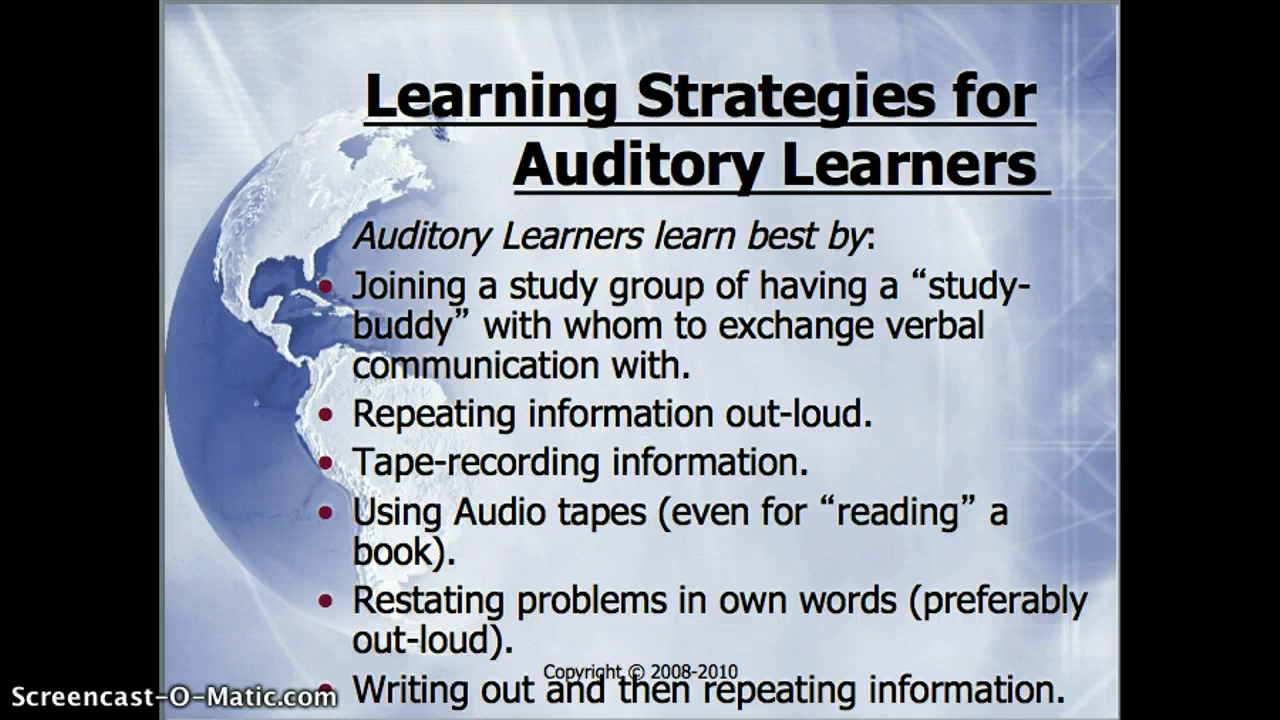 Learning Strategies for
Auditory Learners
Auditory Learners learn best by:
• Joining a study group of having a “study-
buddy” with whom to exchange verbal
communication with.
• Repeating information out-loud.
• Tape-recording information.
• Using Audio tapes (even for “reading” a
book).
• Restating problems in own words (preferably
out-loud).
Copyright © 2008-2010
• Writing out and then repeating information.
Screencast-O-Matic.com